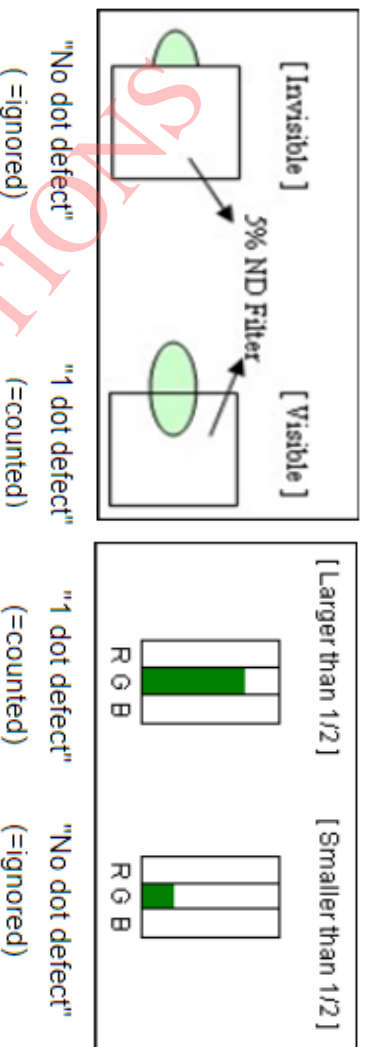 [ Invisible ]
[ Visible ]
5% ND Filter
"No dot defect"
(=ignored)
"1 dot defect"
(=counted)
[ Larger than 1/2 ]
[ Smaller than 1/2 ]
R G B
R G B
"1 dot defect"
(=counted)
"No dot defect"
(=ignored)
TIONS